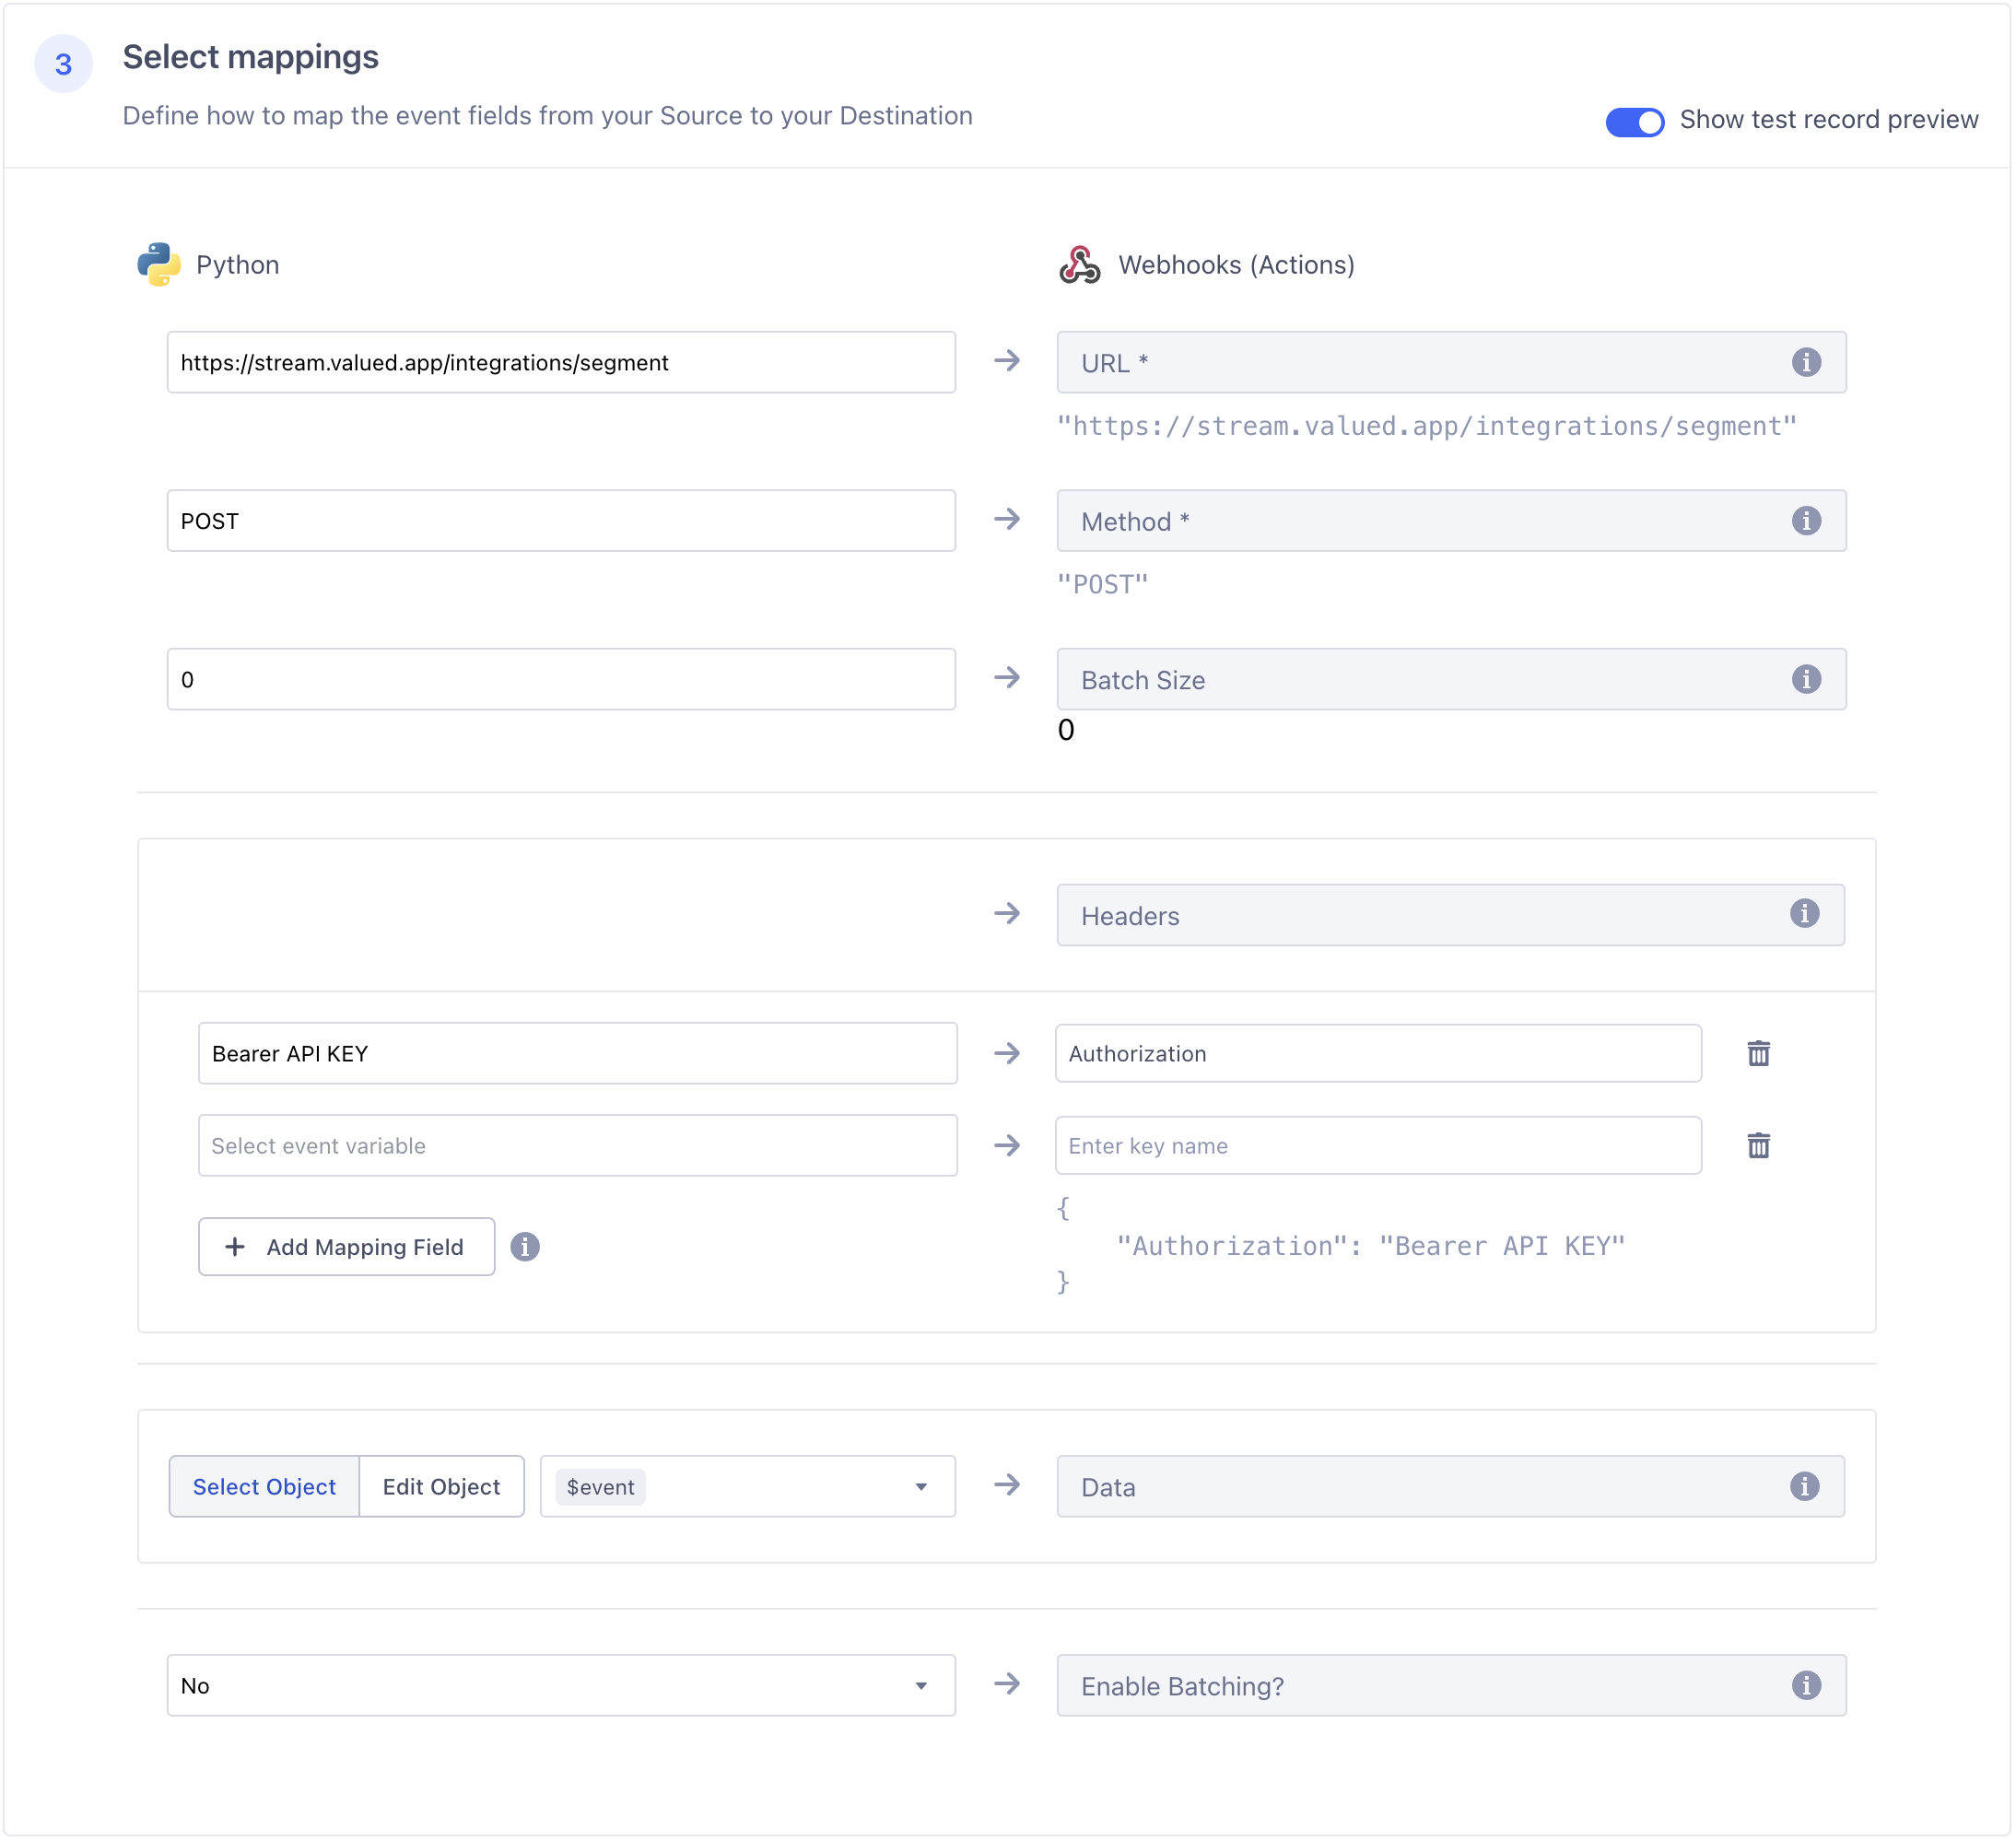 3
Select mappings
Define how to map the event fields from your Source to your Destination
Show test record preview
Python
Webhooks (Actions)
https://stream.valued.app/integrations/segment
URL *
"https://stream.valued.app/integrations/segment"
POST
Method *
"POST"
0
Batch Size
0
Headers
Bearer API KEY
Authorization
Select event variable
Enter key name
+ Add Mapping Field
{
"Authorization": "Bearer API KEY"
}
Select Object
Edit Object
$event
Data
No
Enable Batching?